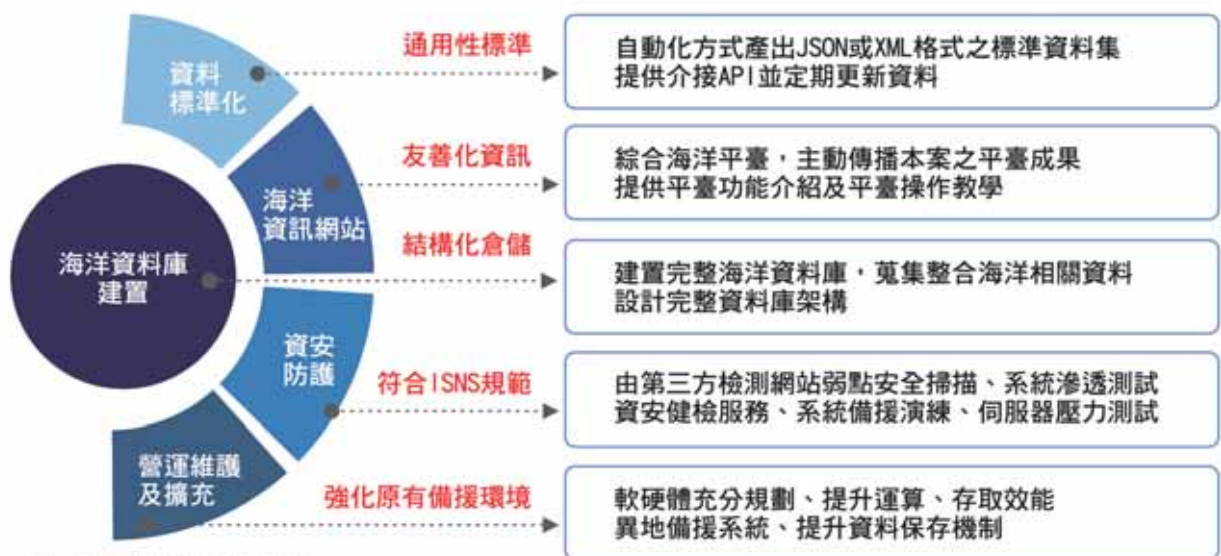 資料
標準化
通用性標準
自動化方式產出JSON或XML格式之標準資料集
提供介接API並定期更新資料
海洋
資訊網站
友善化資訊
綜合海洋平臺，主動傳播本案之平臺成果
提供平臺功能介紹及平臺操作教學
海洋資料庫
建置
結構化倉儲
建置完整海洋資料庫，蒐集整合海洋相關資料
設計完整資料庫架構
資安
防護
符合ISNS規範
由第三方檢測網站弱點安全掃描、系統滲透測試
資安健檢服務、系統備援演練、伺服器壓力測試
營運維護
及擴充
強化原有備援環境
軟硬體充分規劃、提升運算、存取效能
異地備援系統、提升資料保存機制